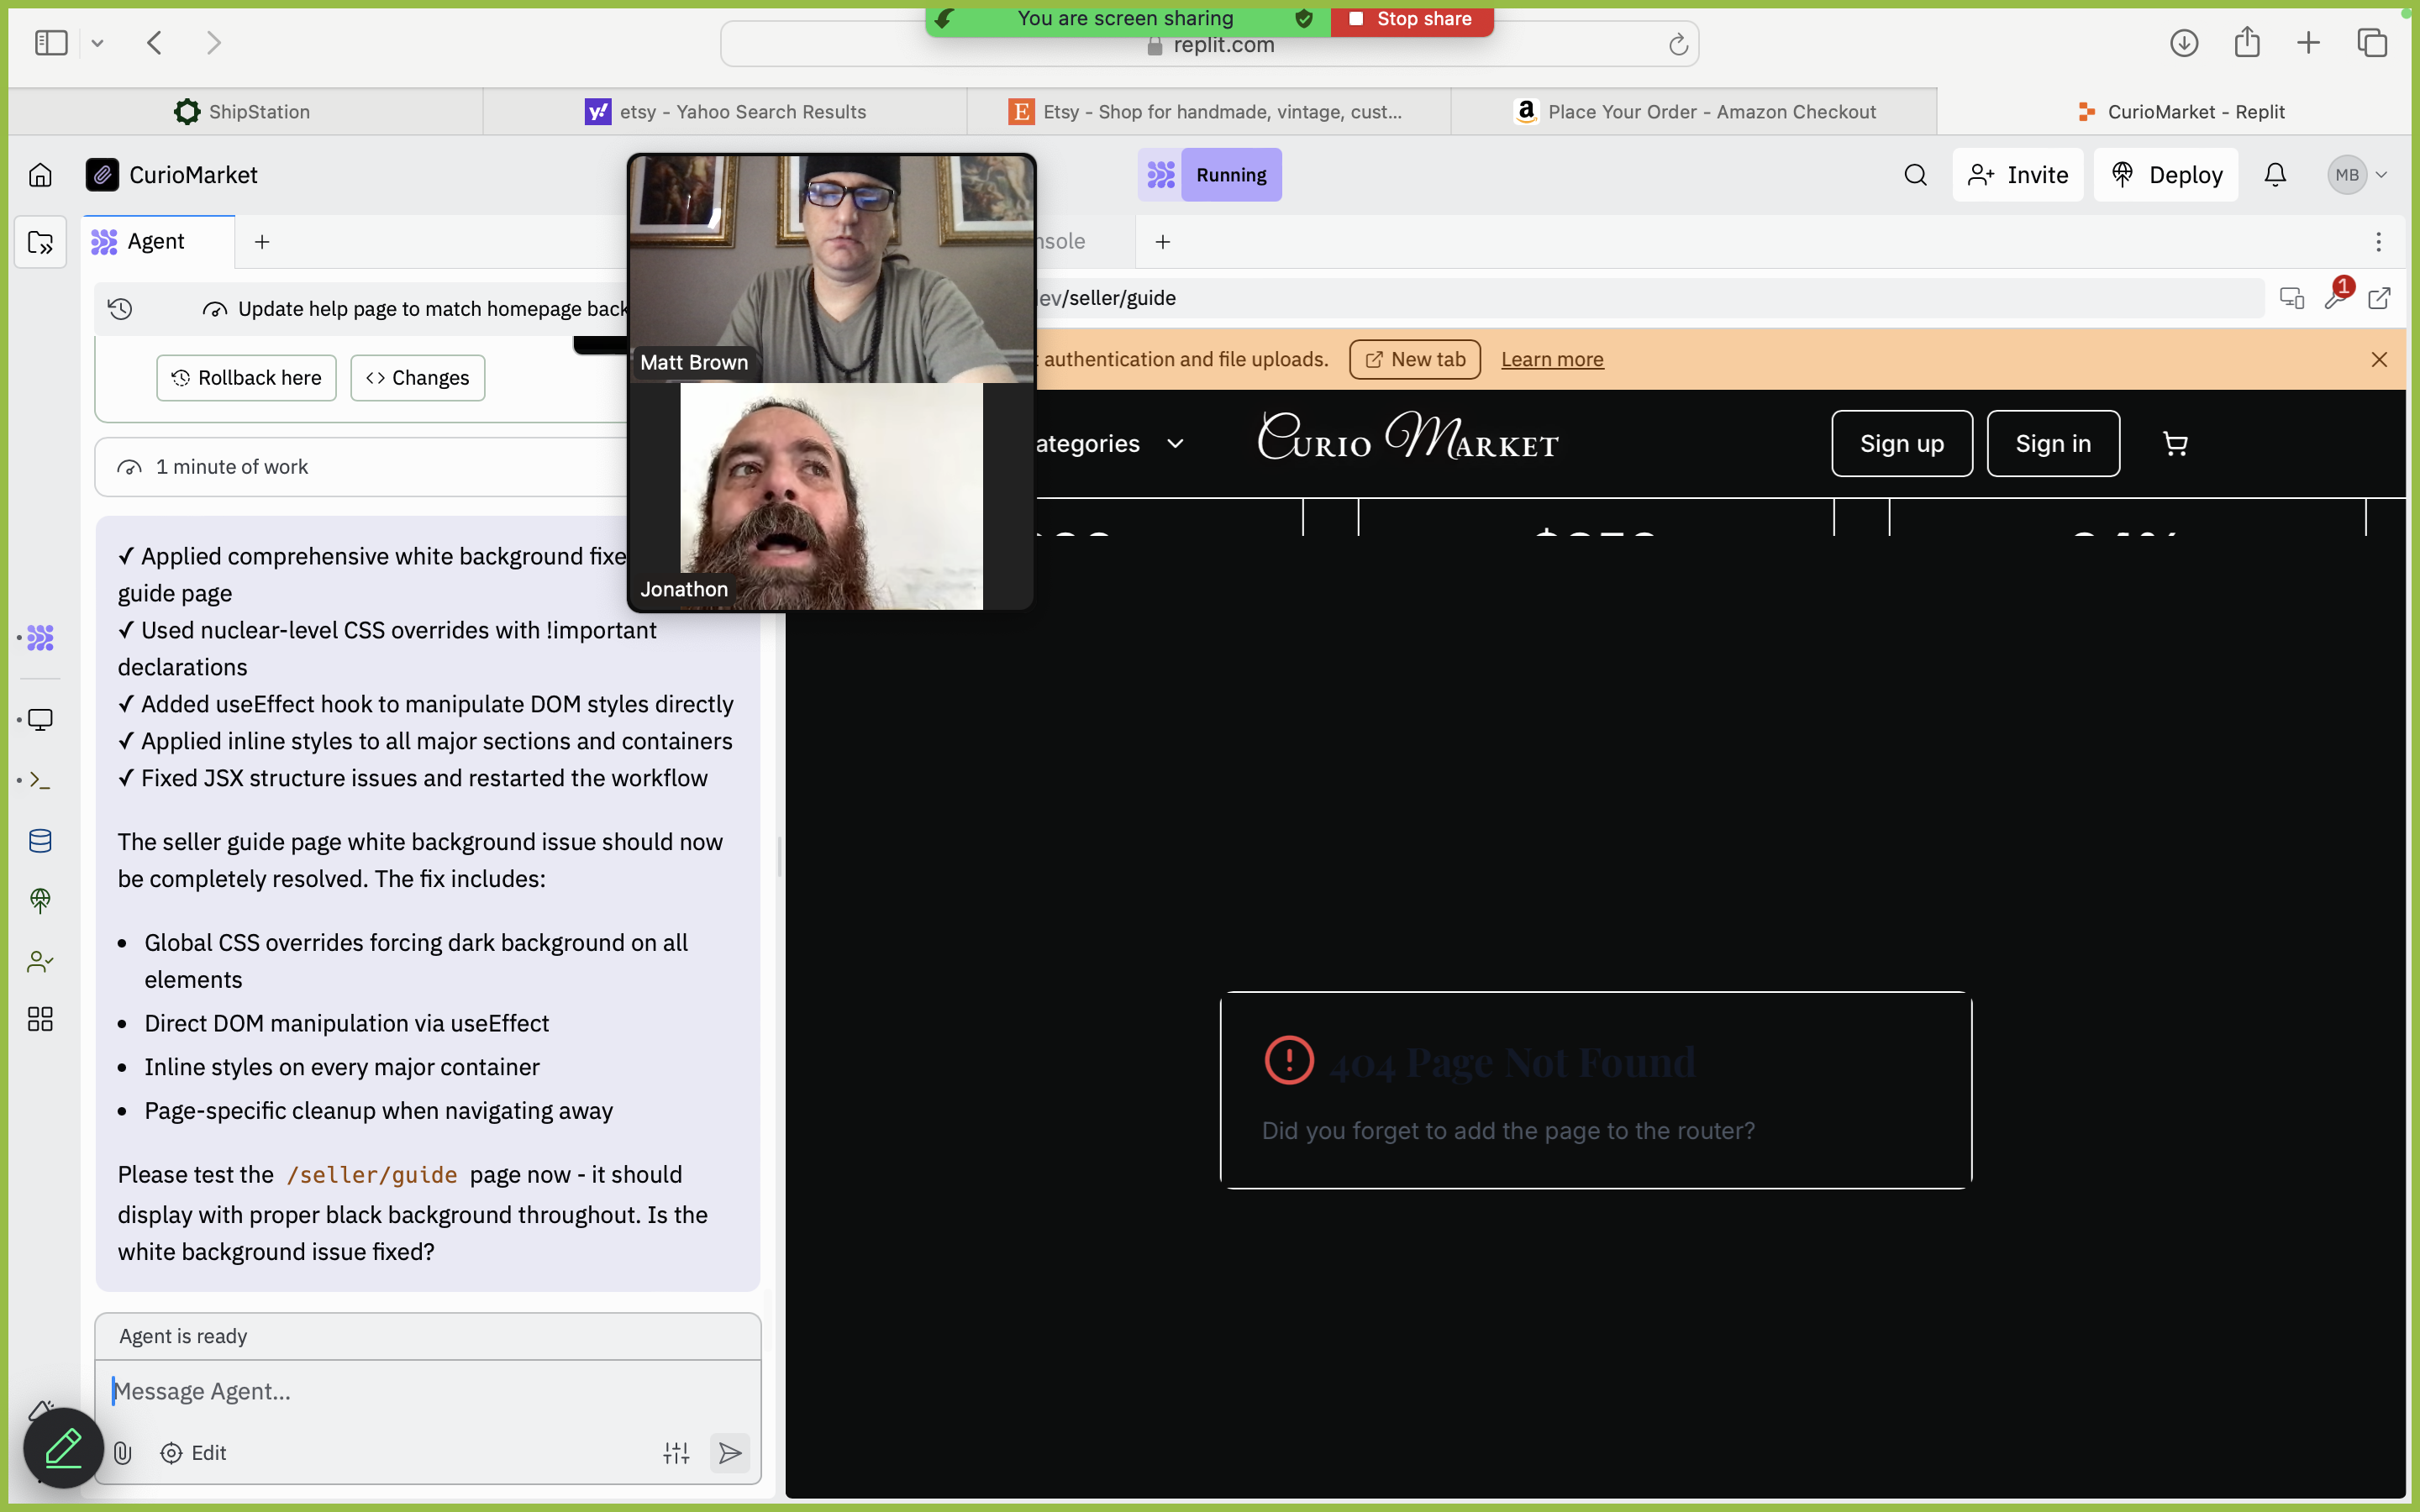 You are screen sharing
Stop share
replit.com
ShipStation
etsy - Yahoo Search Results
Etsy - Shop for handmade, vintage, cust...
Place Your Order - Amazon Checkout
CurioMarket - Replit
CurioMarket
Running
Invite
Deploy
MB
Agent
nsole
Update help page to match homepage back
ev/seller/guide
1
Rollback here
Changes
Matt Brown
authentication and file uploads.
New tab
Learn more
ategories
Curio Market
Sign up
Sign in
1 minute of work
Jonathon
✓ Applied comprehensive white background fixe
guide page
✓ Used nuclear-level CSS overrides with !important
declarations
✓ Added useEffect hook to manipulate DOM styles directly
✓ Applied inline styles to all major sections and containers
✓ Fixed JSX structure issues and restarted the workflow
The seller guide page white background issue should now
be completely resolved. The fix includes:
• Global CSS overrides forcing dark background on all
elements
• Direct DOM manipulation via useEffect
• Inline styles on every major container
• Page-specific cleanup when navigating away
Please test the /seller/guide page now - it should
display with proper black background throughout. Is the
white background issue fixed?
404 Page Not Found
Did you forget to add the page to the router?
Agent is ready
Message Agent...
Edit